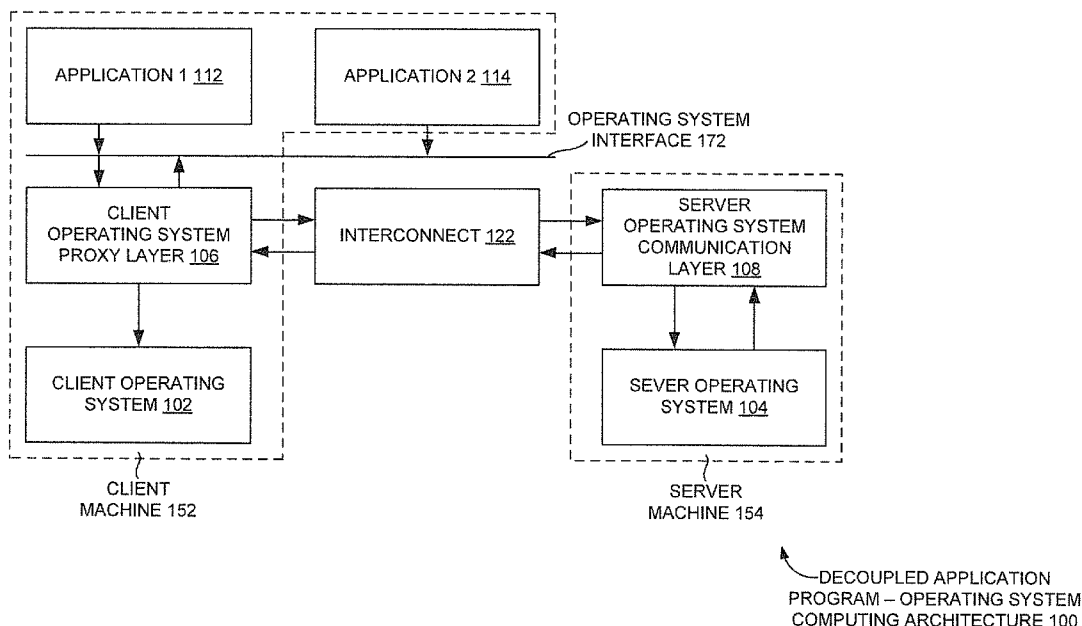 APPLICATION 1 112
APPLICATION 2 114
OPERATING SYSTEM
INTERFACE 172
CLIENT
OPERATING SYSTEM
PROXY LAYER 106
INTERCONNECT 122
SERVER
OPERATING SYSTEM
COMMUNICATION
LAYER 108
CLIENT OPERATING
SYSTEM 102
SEVER OPERATING
SYSTEM 104
CLIENT
MACHINE 152
SERVER
MACHINE 154
DECOUPLED APPLICATION
PROGRAM – OPERATING SYSTEM
COMPUTING ARCHITECTURE 100